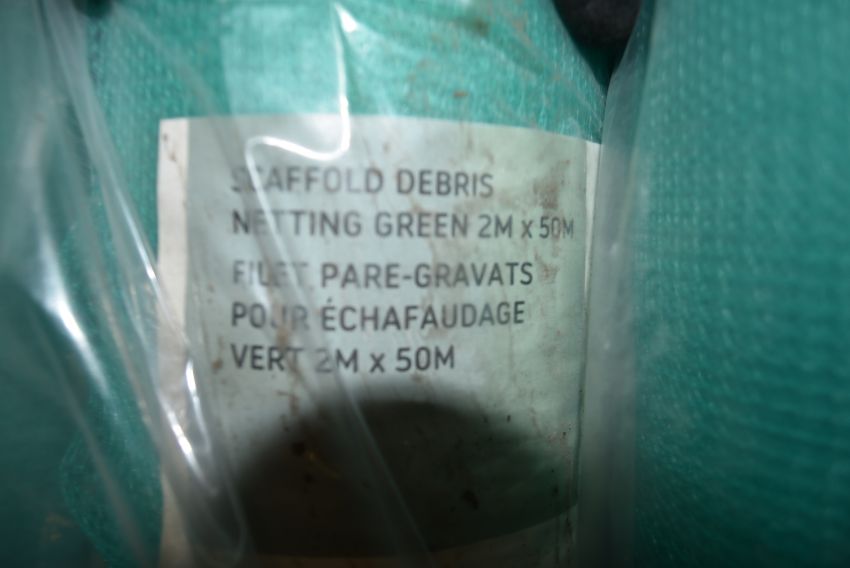 SCAFFOLD DEBRIS
NETTING GREEN 2M x 50M
FILET PARE-GRAVATS
POUR ÉCHAFAUDAGE
VERT 2M x 50M